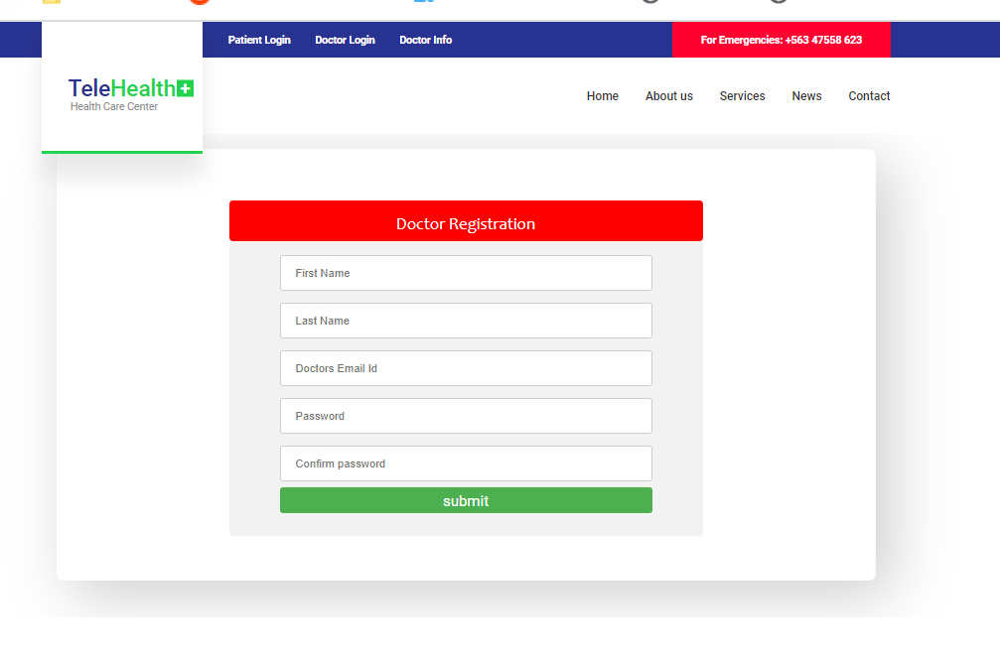 Patient Login Doctor Login Doctor Info For Emergencies: +563 47558 623
TeleHealth+
Health Care Center
Home About us Services News Contact
Doctor Registration
First Name
Last Name
Doctors Email Id
Password
Confirm password
submit